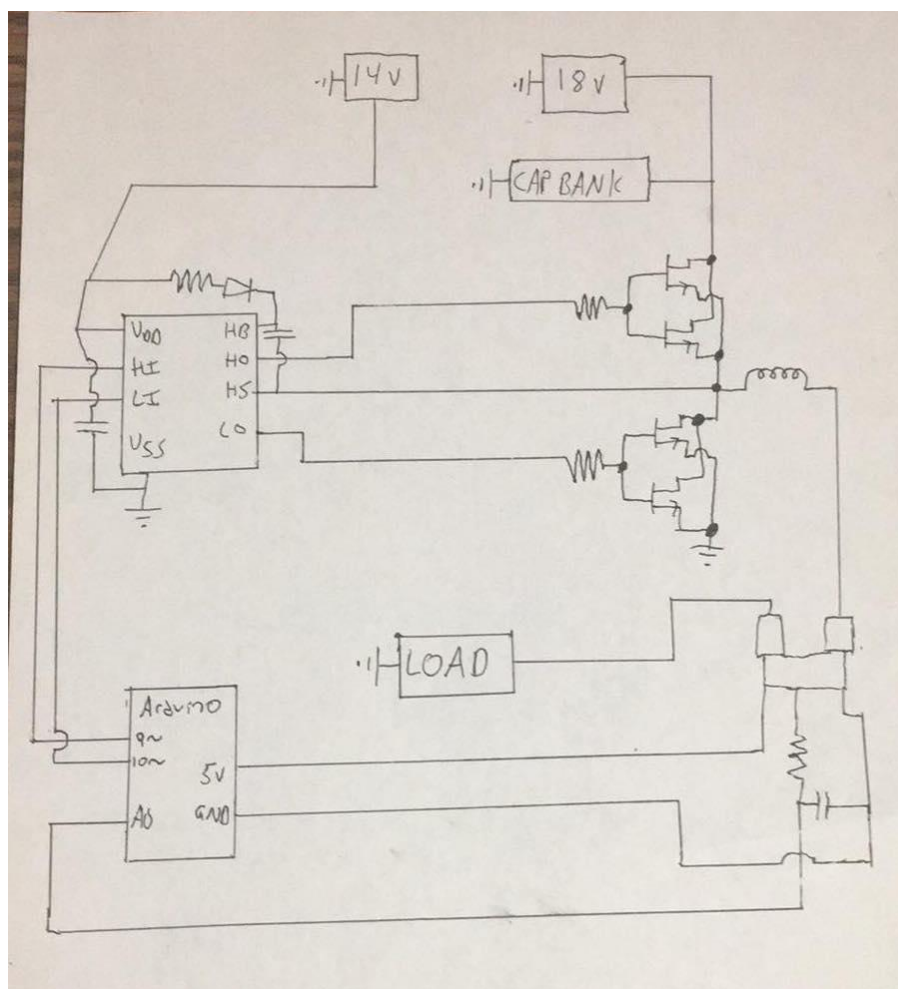 14V
18V
CAP BANK
VDD
HB
HI
HO
LI
HS
VSS
LO
LOAD
Arduino
9~
10~
5V
A0
GND